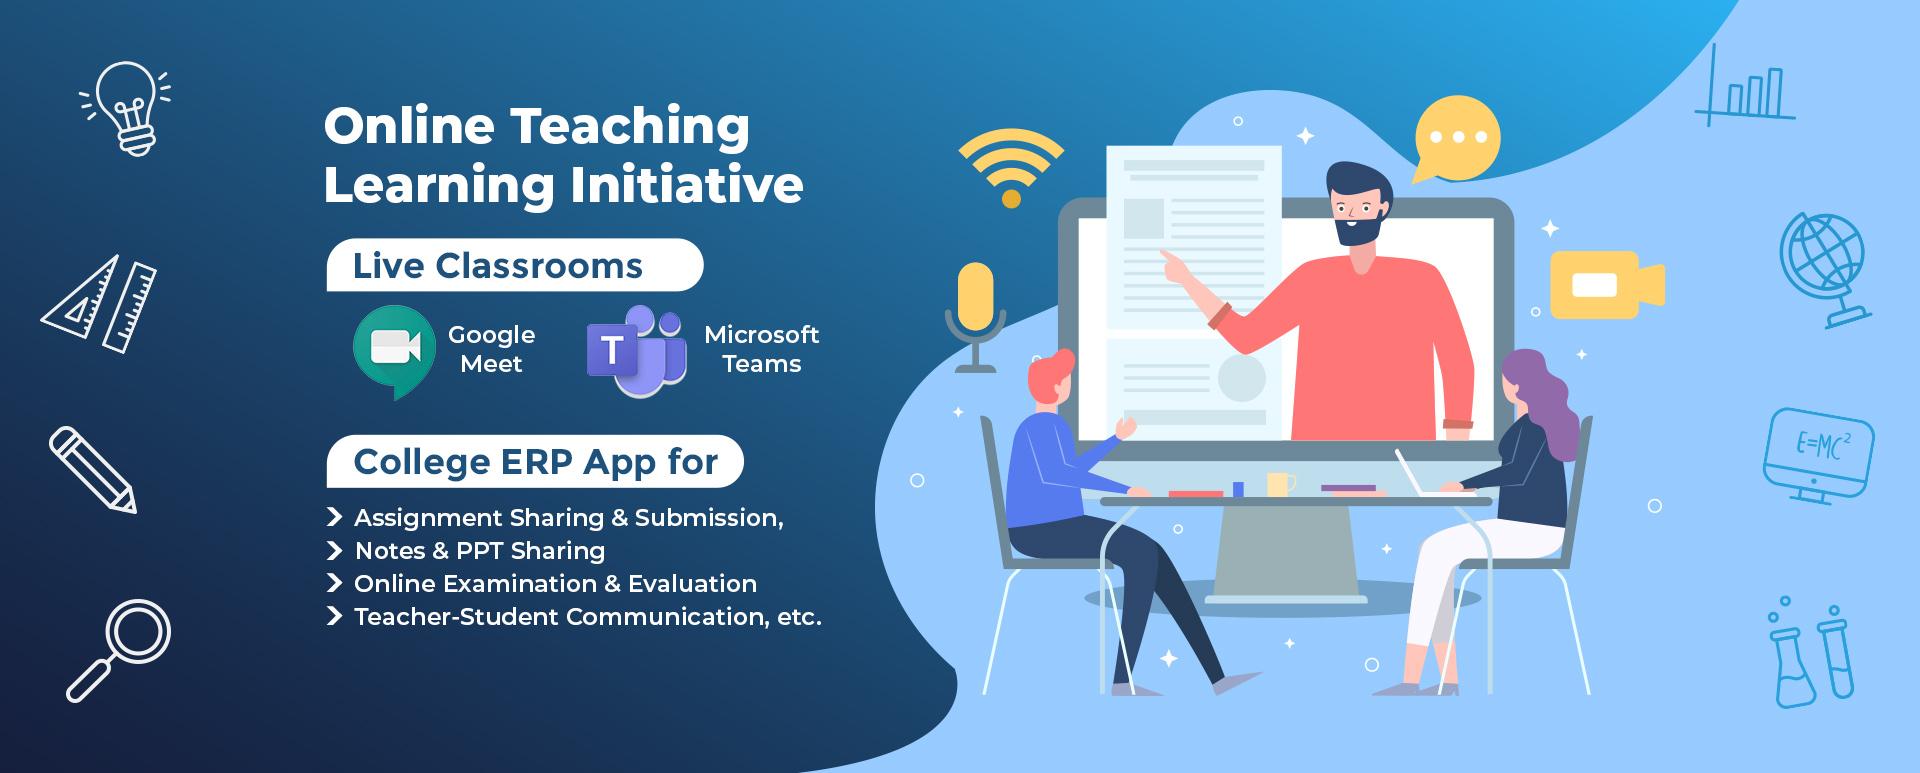 Online Teaching
Learning Initiative
Live Classrooms
Google
Meet
T
Microsoft
Teams
College ERP App for
Assignment Sharing & Submission,
Notes & PPT Sharing
Online Examination & Evaluation
Teacher-Student Communication, etc.
E=MC²